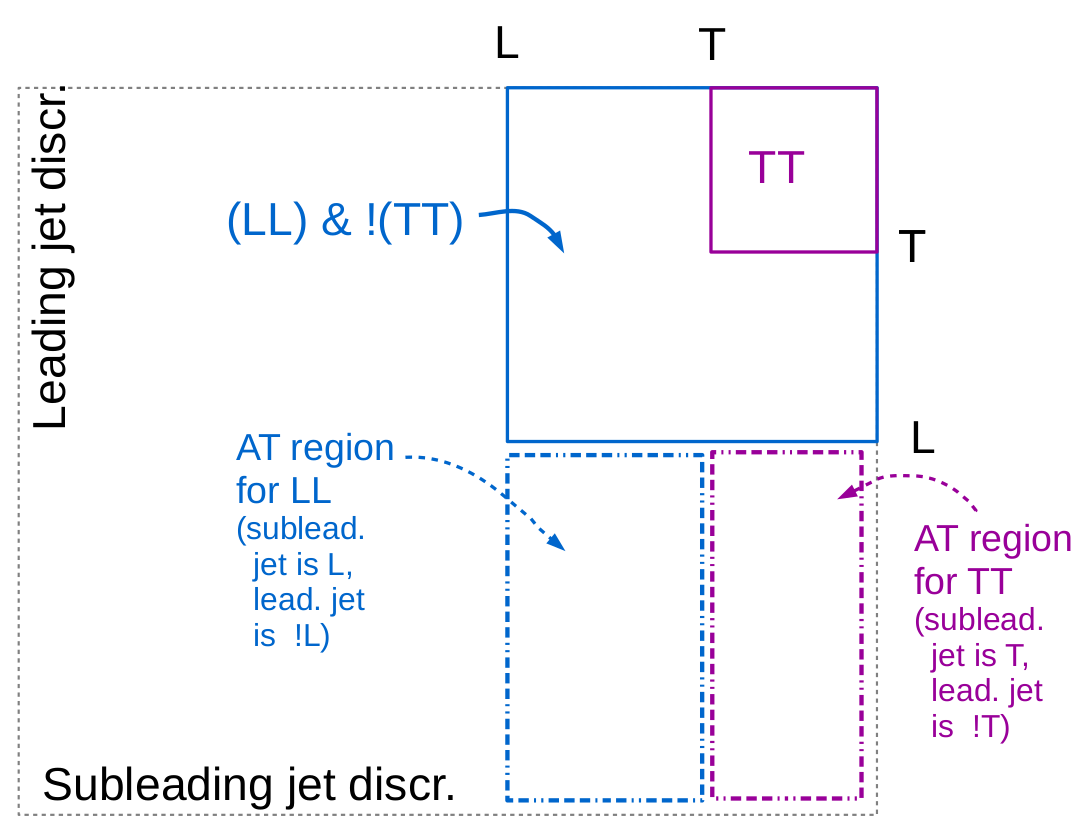 L
T
Leading jet discr.
TT
(LL) & !(TT)
T
L
AT region
for LL
(sublead.
jet is L,
lead. jet
is !L)
AT region
for TT
(sublead.
jet is T,
lead. jet
is !T)
Subleading jet discr.